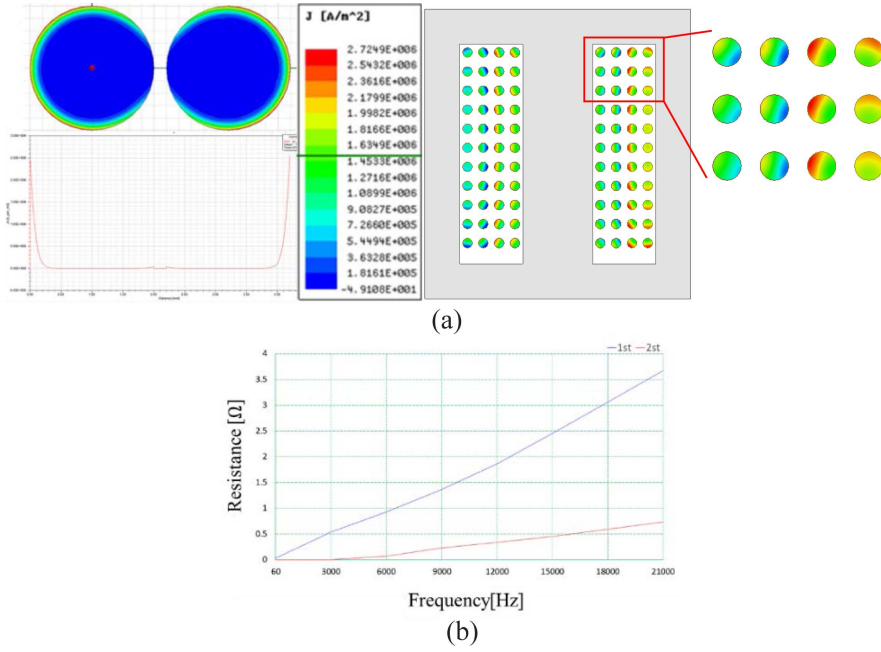 J [A/m^2]
2.7249E+006
2.5432E+006
2.3616E+006
2.1799E+006
1.9982E+006
1.8166E+006
1.6349E+006
1.4533E+006
1.2716E+006
1.0899E+006
9.0827E+005
7.2660E+005
5.4494E+005
3.6328E+005
1.8161E+005
-4.9108E+001
(a)
1st 2st
4
3.5
3
2.5
2
1.5
1
0.5
0
Resistance [Ω]
60 3000 6000 9000 12000 15000 18000 21000
Frequency[Hz]
(b)